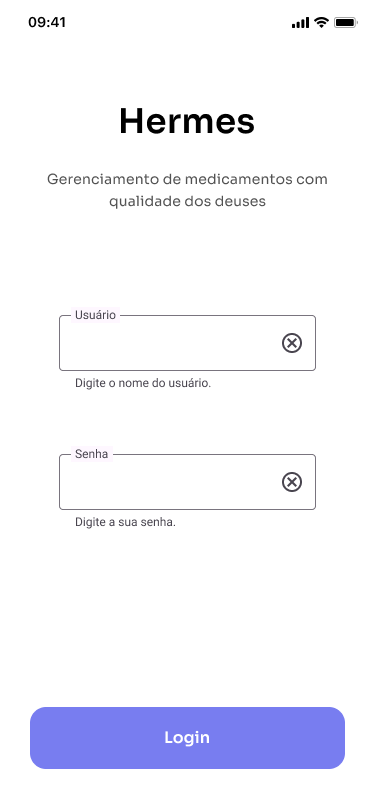 09:41
Hermes
Gerenciamento de medicamentos com
qualidade dos deuses
Usuário
Digite o nome do usuário.
Senha
Digite a sua senha.
Login